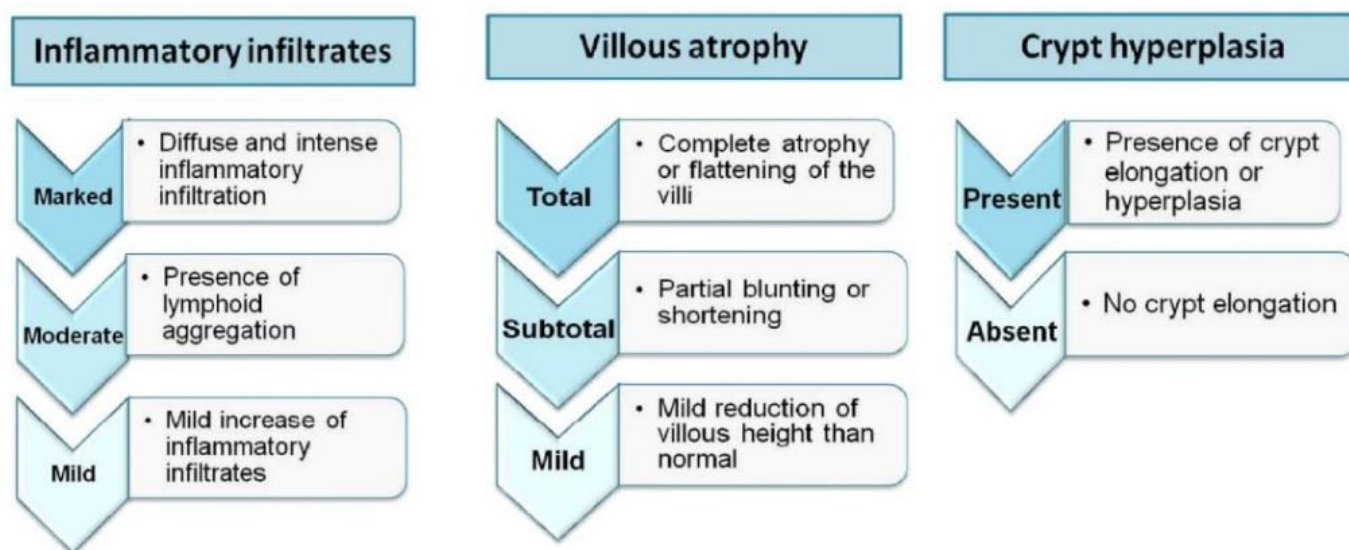 Inflammatory infiltrates
Marked
• Diffuse and intense
inflammatory
infiltration
Moderate
• Presence of
lymphoid
aggregation
Mild
• Mild increase of
inflammatory
infiltrates
Villous atrophy
Total
• Complete atrophy
or flattening of the
villi
Subtotal
• Partial blunting or
shortening
Mild
• Mild reduction of
villous height than
normal
Crypt hyperplasia
Present
• Presence of crypt
elongation or
hyperplasia
Absent
• No crypt elongation